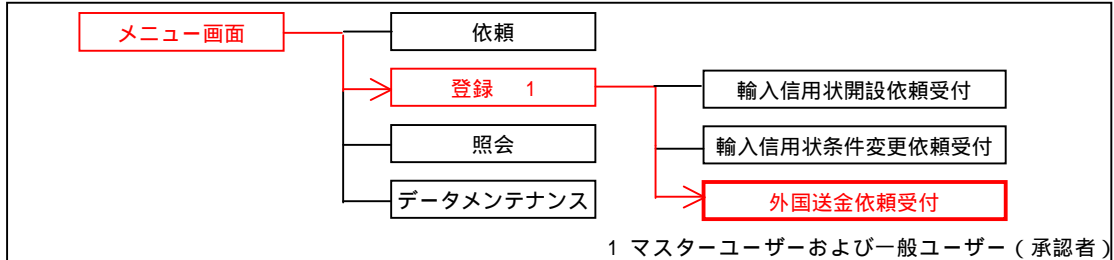 メニュー画面
依頼
登録 1
輸入信用状開設依頼受付
照会
輸入信用状条件変更依頼受付
データメンテナンス
外国送金依頼受付
1 マスターユーザーおよび一般ユーザー（承認者）